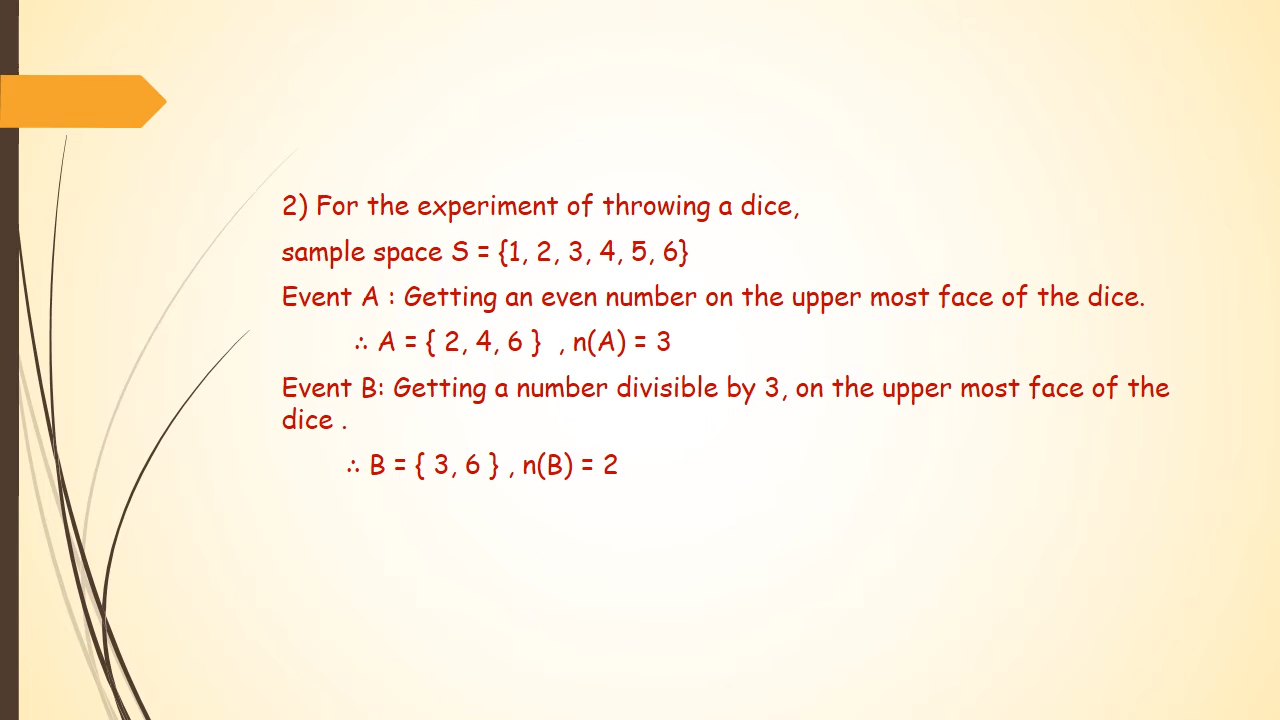 2) For the experiment of throwing a dice,
sample space S = {1, 2, 3, 4, 5, 6}
Event A : Getting an even number on the upper most face of the dice.
∴ A = { 2, 4, 6 }  , n(A) = 3
Event B: Getting a number divisible by 3, on the upper most face of the
dice .
∴ B = { 3, 6 } , n(B) = 2